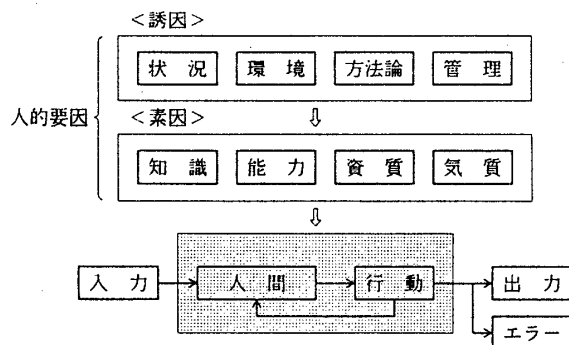 <誘因>
状況 環境 方法論 管理
人的要因
<素因>
知識 能力 資質 気質
入力 人間 行動 出力
エラー